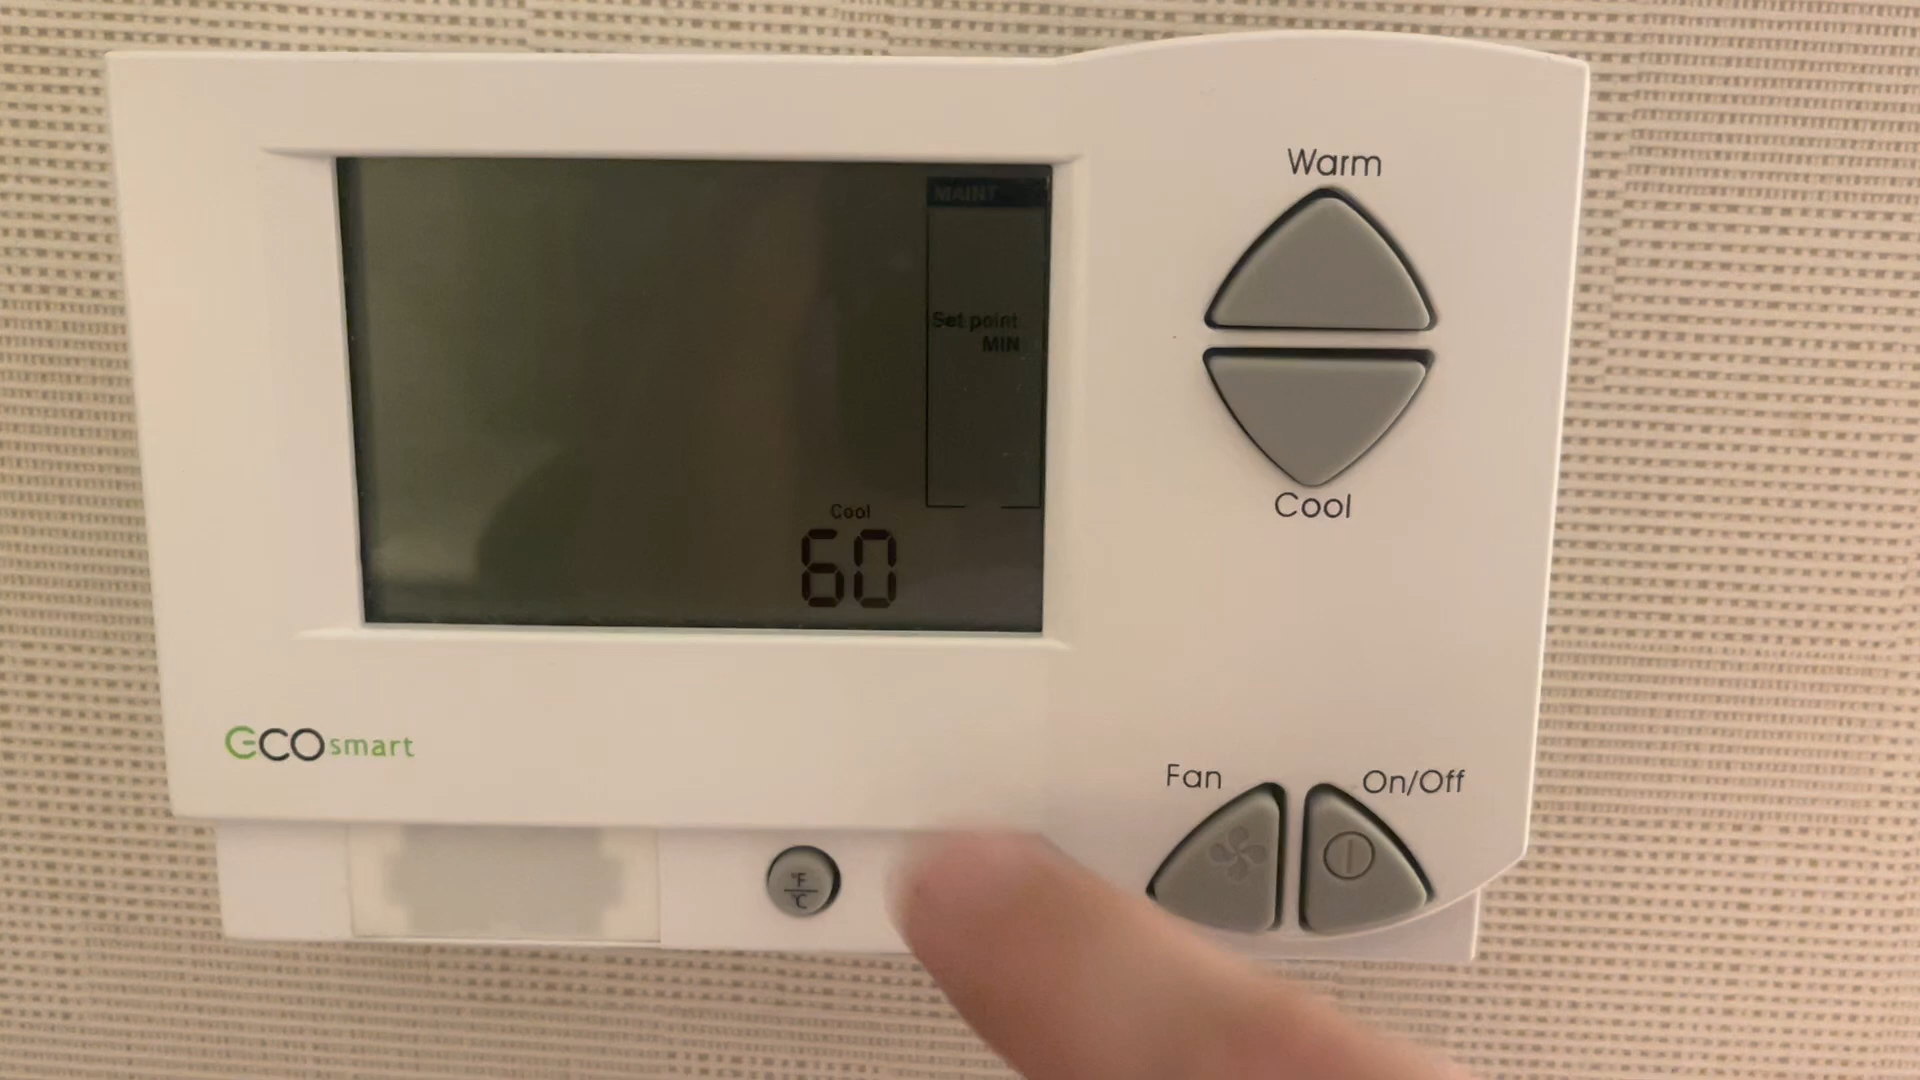 MAINT
Set point
MIN
Cool
60
Warm
Cool
ecosmart
Fan
On/Off
°F
°C